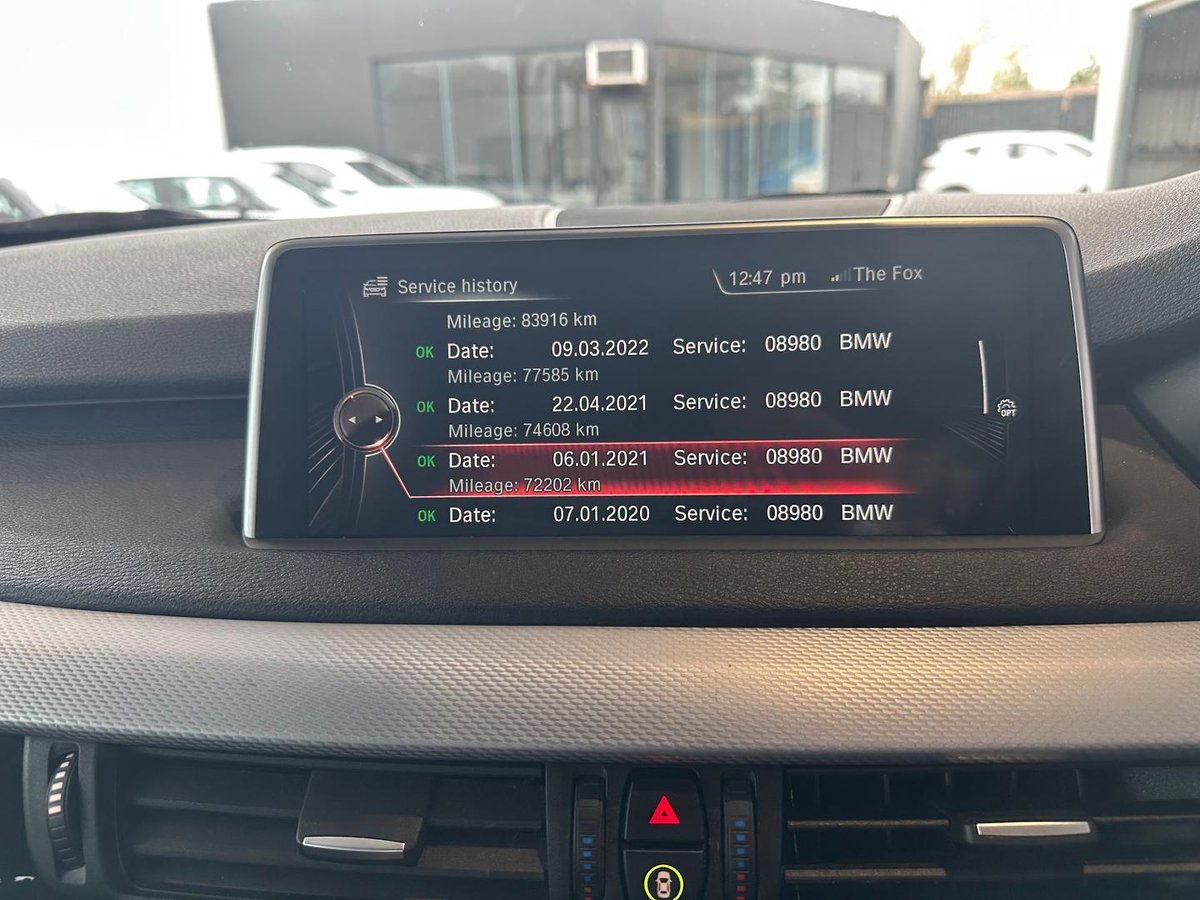 Service history 12:47 pm The Fox
Mileage: 83916 km
OK Date: 09.03.2022 Service: 08980 BMW
Mileage: 77585 km
OK Date: 22.04.2021 Service: 08980 BMW
Mileage: 74608 km
OPT
OK Date: 06.01.2021 Service: 08980 BMW
Mileage: 72202 km
OK Date: 07.01.2020 Service: 08980 BMW